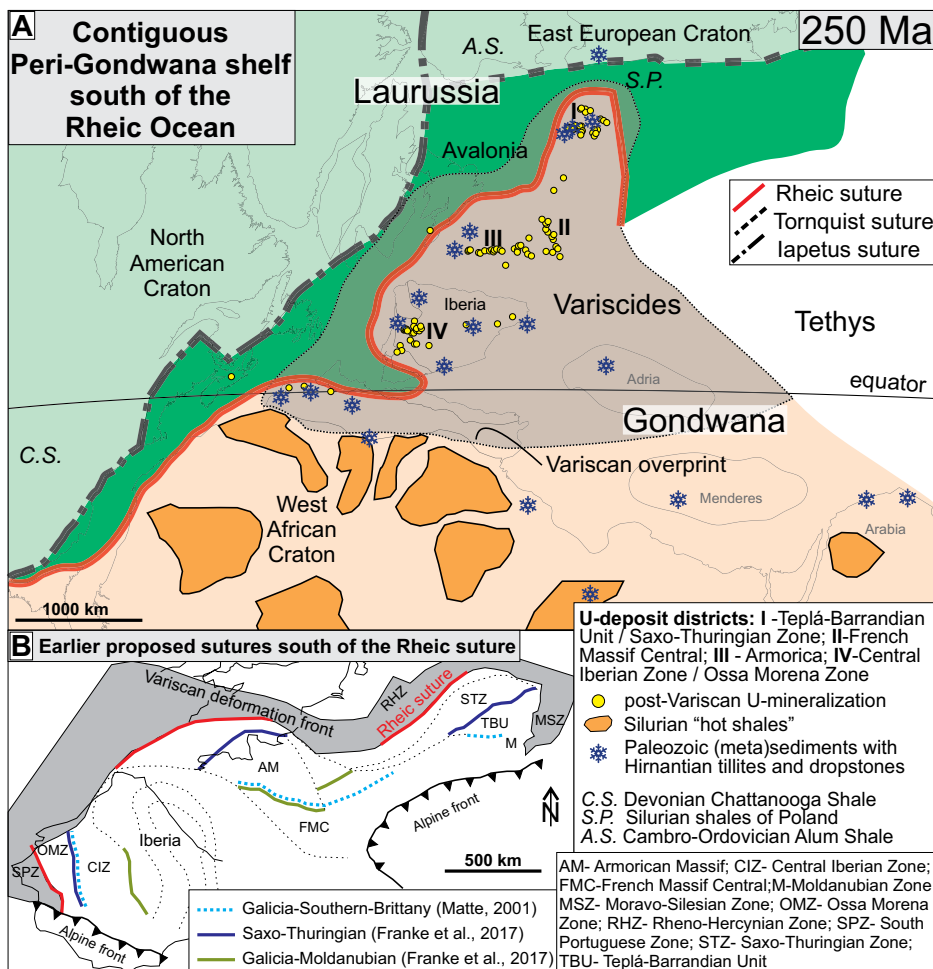 A
Contiguous
Peri-Gondwana shelf
south of the
Rheic Ocean
A.S.
East European Craton
250 Ma
S.P.
Laurussia
I
Avalonia
Rheic suture
Tornquist suture
Iapetus suture
North
American
Craton
II
III
Iberia
Variscides
Tethys
IV
Adria
equator
Gondwana
C.S.
Variscan overprint
West
African
Craton
Menderes
Arabia
1000 km
U-deposit districts: I -Teplá-Barrandian
Unit / Saxo-Thuringian Zone; II-French
Massif Central; III - Armorica; IV-Central
Iberian Zone / Ossa Morena Zone
post-Variscan U-mineralization
Silurian “hot shales”
Paleozoic (meta)sediments with
Hirnantian tillites and dropstones
C.S. Devonian Chattanooga Shale
S.P. Silurian shales of Poland
A.S. Cambro-Ordovician Alum Shale
AM- Armorican Massif; CIZ- Central Iberian Zone;
FMC-French Massif Central;M-Moldanubian Zone
MSZ- Moravo-Silesian Zone; OMZ- Ossa Morena
Zone; RHZ- Rheno-Hercynian Zone; SPZ- South
Portuguese Zone; STZ- Saxo-Thuringian Zone;
TBU- Teplá-Barrandian Unit
B
Earlier proposed sutures south of the Rheic suture
Variscan deformation front
RHZ
Rheic suture
STZ
TBU
MSZ
M
AM
FMC
Alpine front
N
Iberia
OMZ
SPZ
CIZ
500 km
Alpine front
Galicia-Southern-Brittany (Matte, 2001)
Saxo-Thuringian (Franke et al., 2017)
Galicia-Moldanubian (Franke et al., 2017)